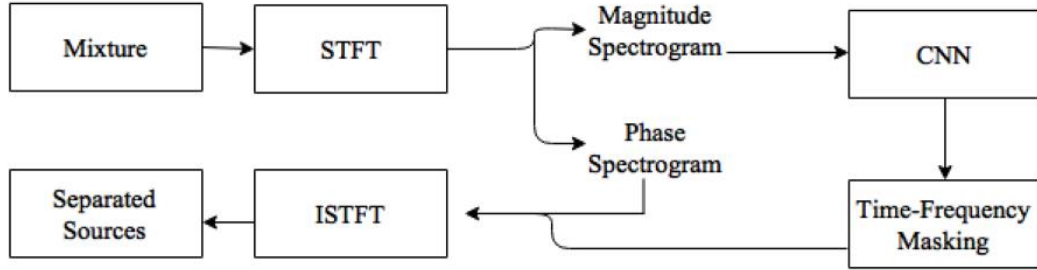 Mixture
STFT
Magnitude
Spectrogram
CNN
Phase
Spectrogram
Separated
Sources
ISTFT
Time-Frequency
Masking